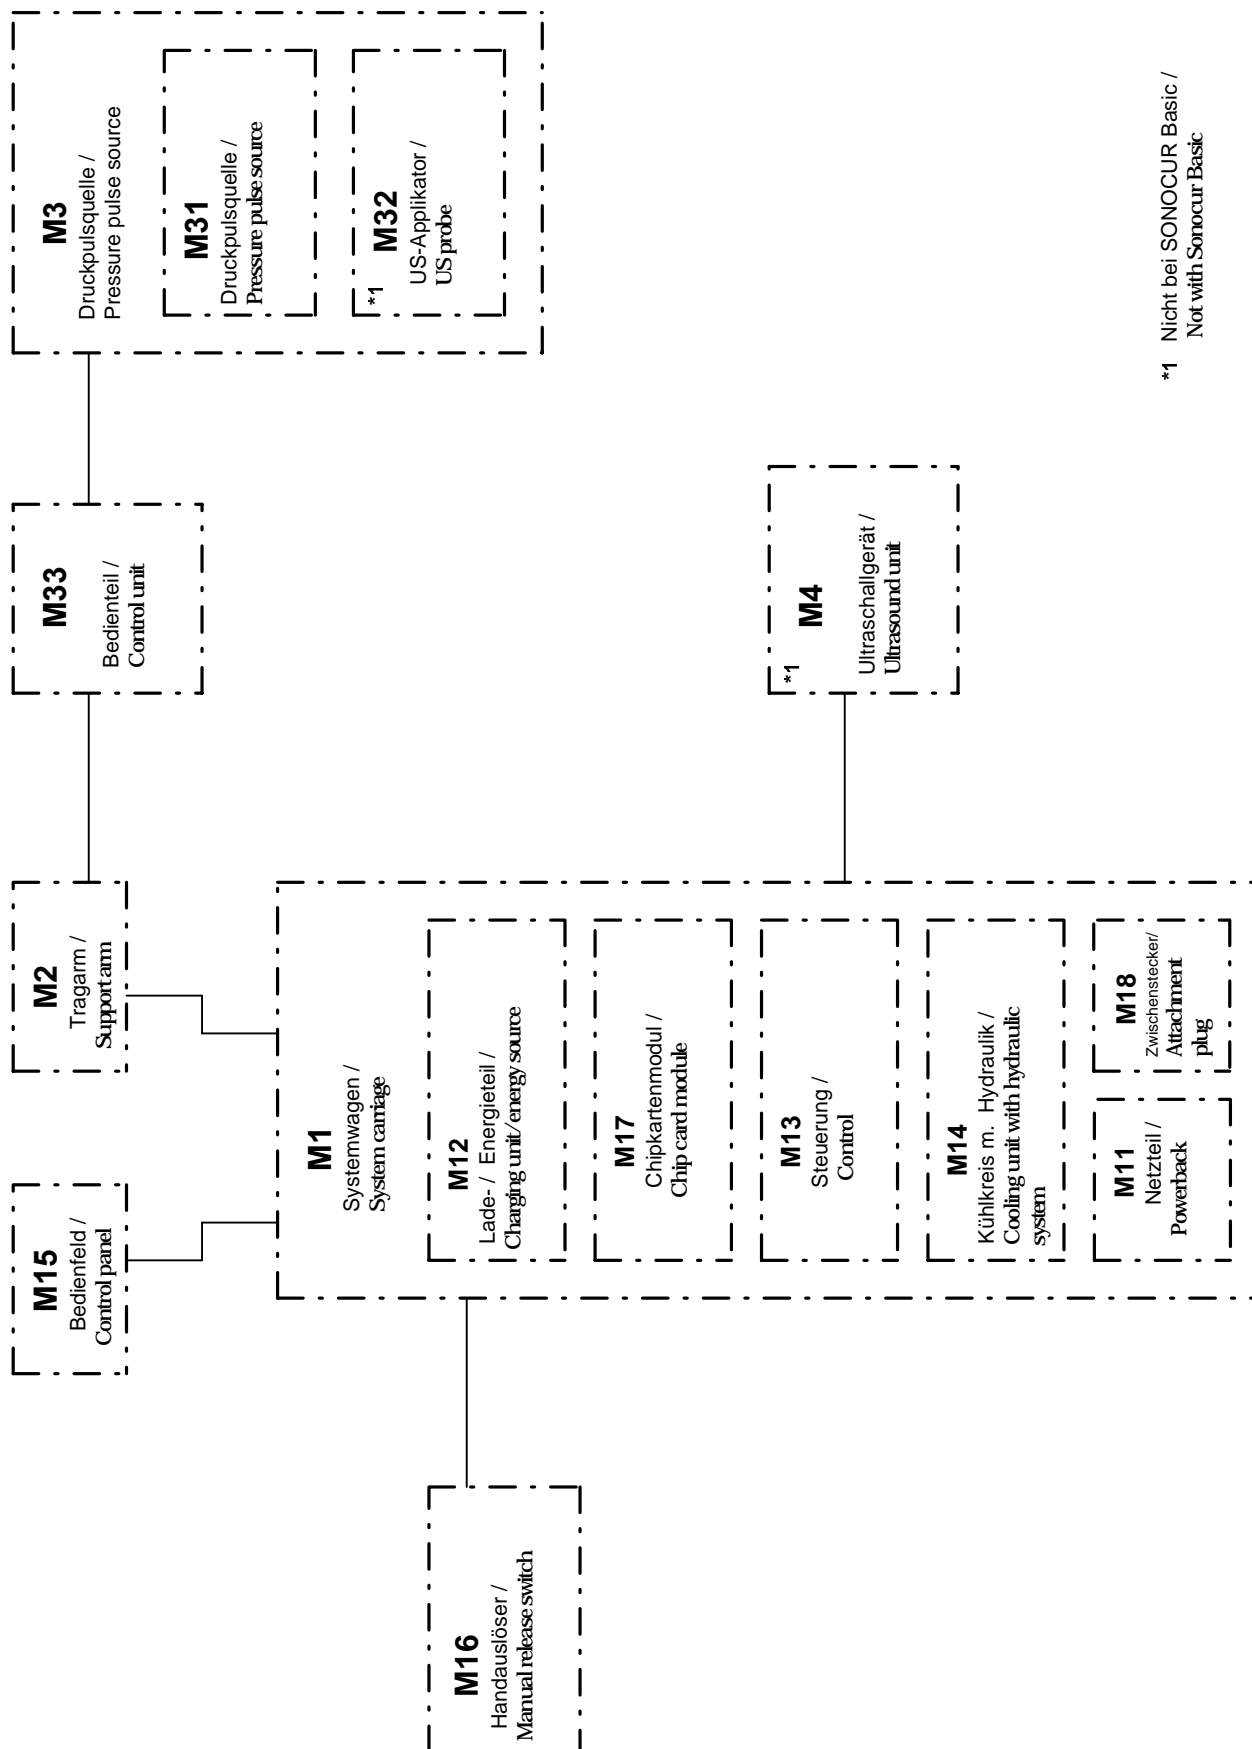 M15
Bedienfeld /
Control panel
M2
Tragarm /
Support arm
M33
Bedienteil /
Control unit
M3
Druckpulsquelle /
Pressure pulse source
M31
Druckpulsquelle /
Pressure pulse source
*1
M32
US-Applikator /
US probe
M1
Systemwagen /
System carriage
M16
Handauslöser /
Manual release switch
M12
Lade- / Energieteil /
Charging unit/energy source
M17
Chipkartenmodul /
Chip card module
M13
Steuerung /
Control
M14
Kühlkreis m. Hydraulik /
Cooling unit with hydraulic
system
M11
Netzteil /
Powerback
M18
Zwischenstecker/
Attachment
plug
*1
M4
Ultraschallgerät /
Ultrasound unit
*1 Nicht bei SONOCUR Basic /
Not with Sonocur Basic